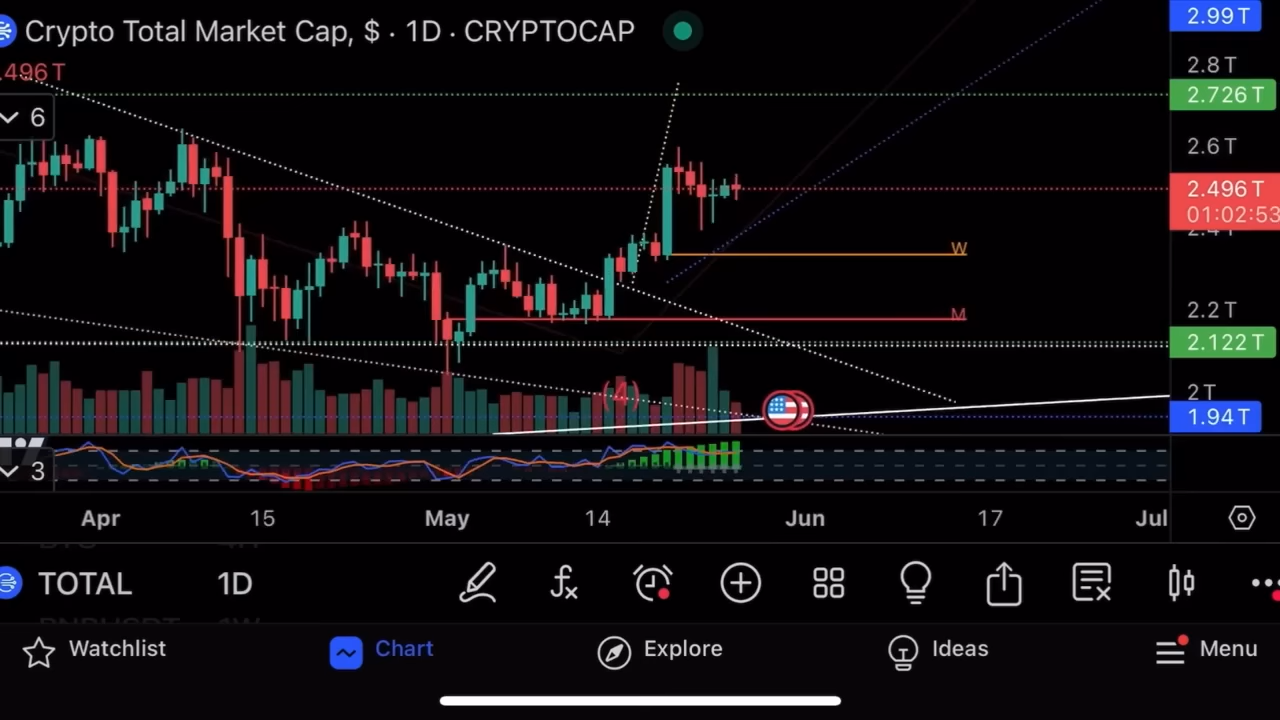 Crypto Total Market Cap, $ · 1D · CRYPTOCAP
2.99 T
.496 T
2.8 T
2.726 T
6
2.6 T
2.496 T
01:02:53
2.4 T
W
M
2.2 T
2.122 T
2 T
(4)
1.94 T
3
Apr 15 May 14 Jun 17 Jul
TOTAL 1D
Watchlist Chart Explore Ideas Menu